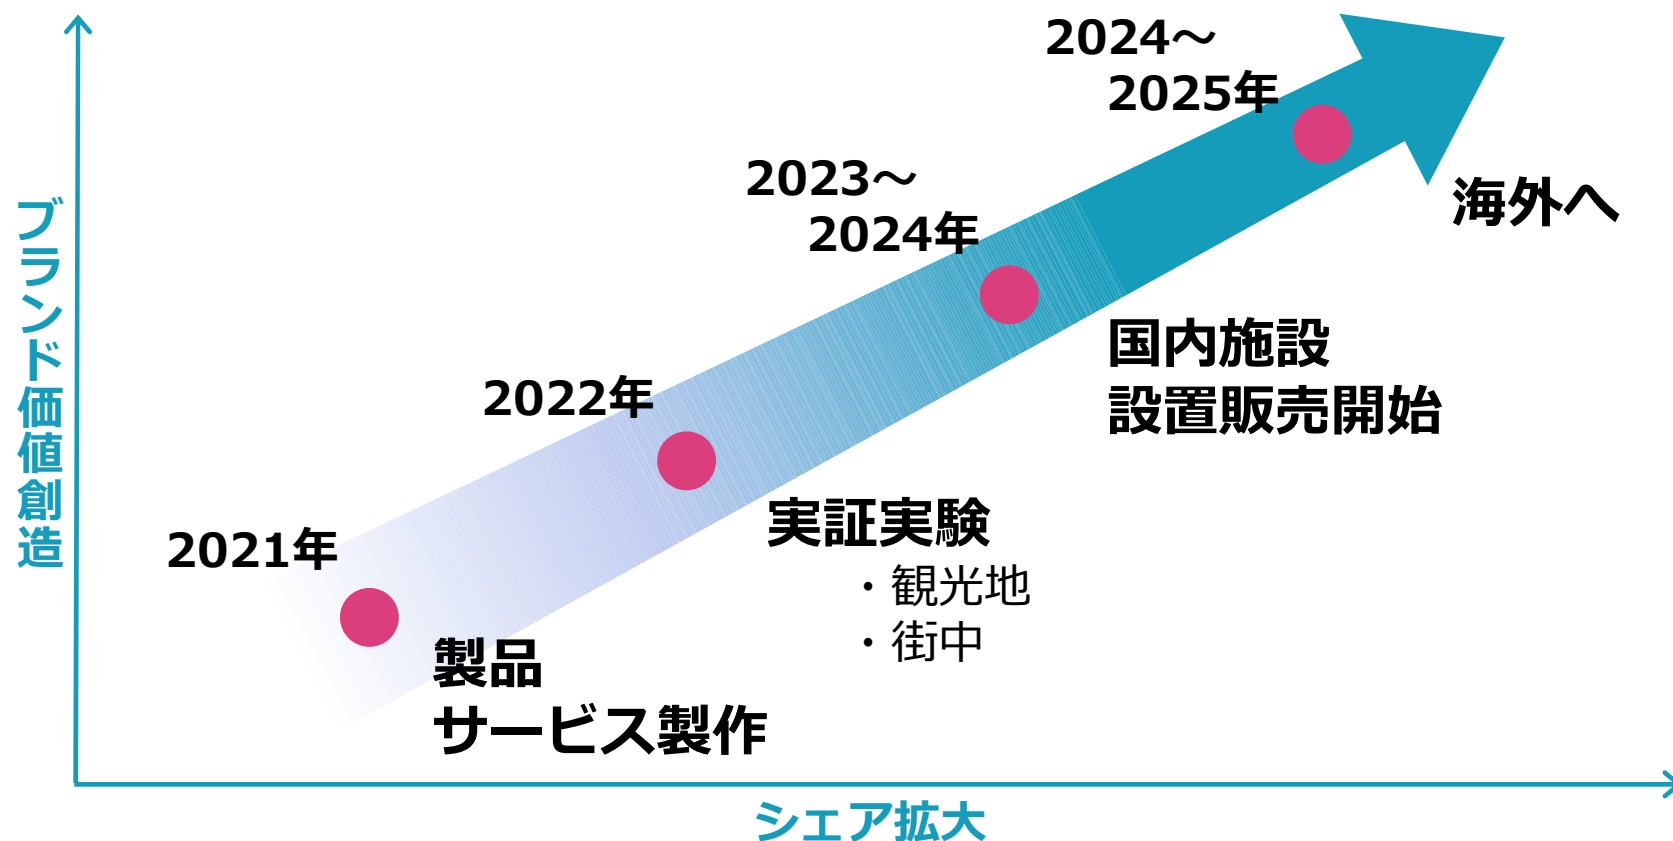 ブランド価値創造
2021年
製品
サービス製作
2022年
実証実験
・観光地
・街中
2023～
2024年
国内施設
設置販売開始
2024～
2025年
海外へ
シェア拡大